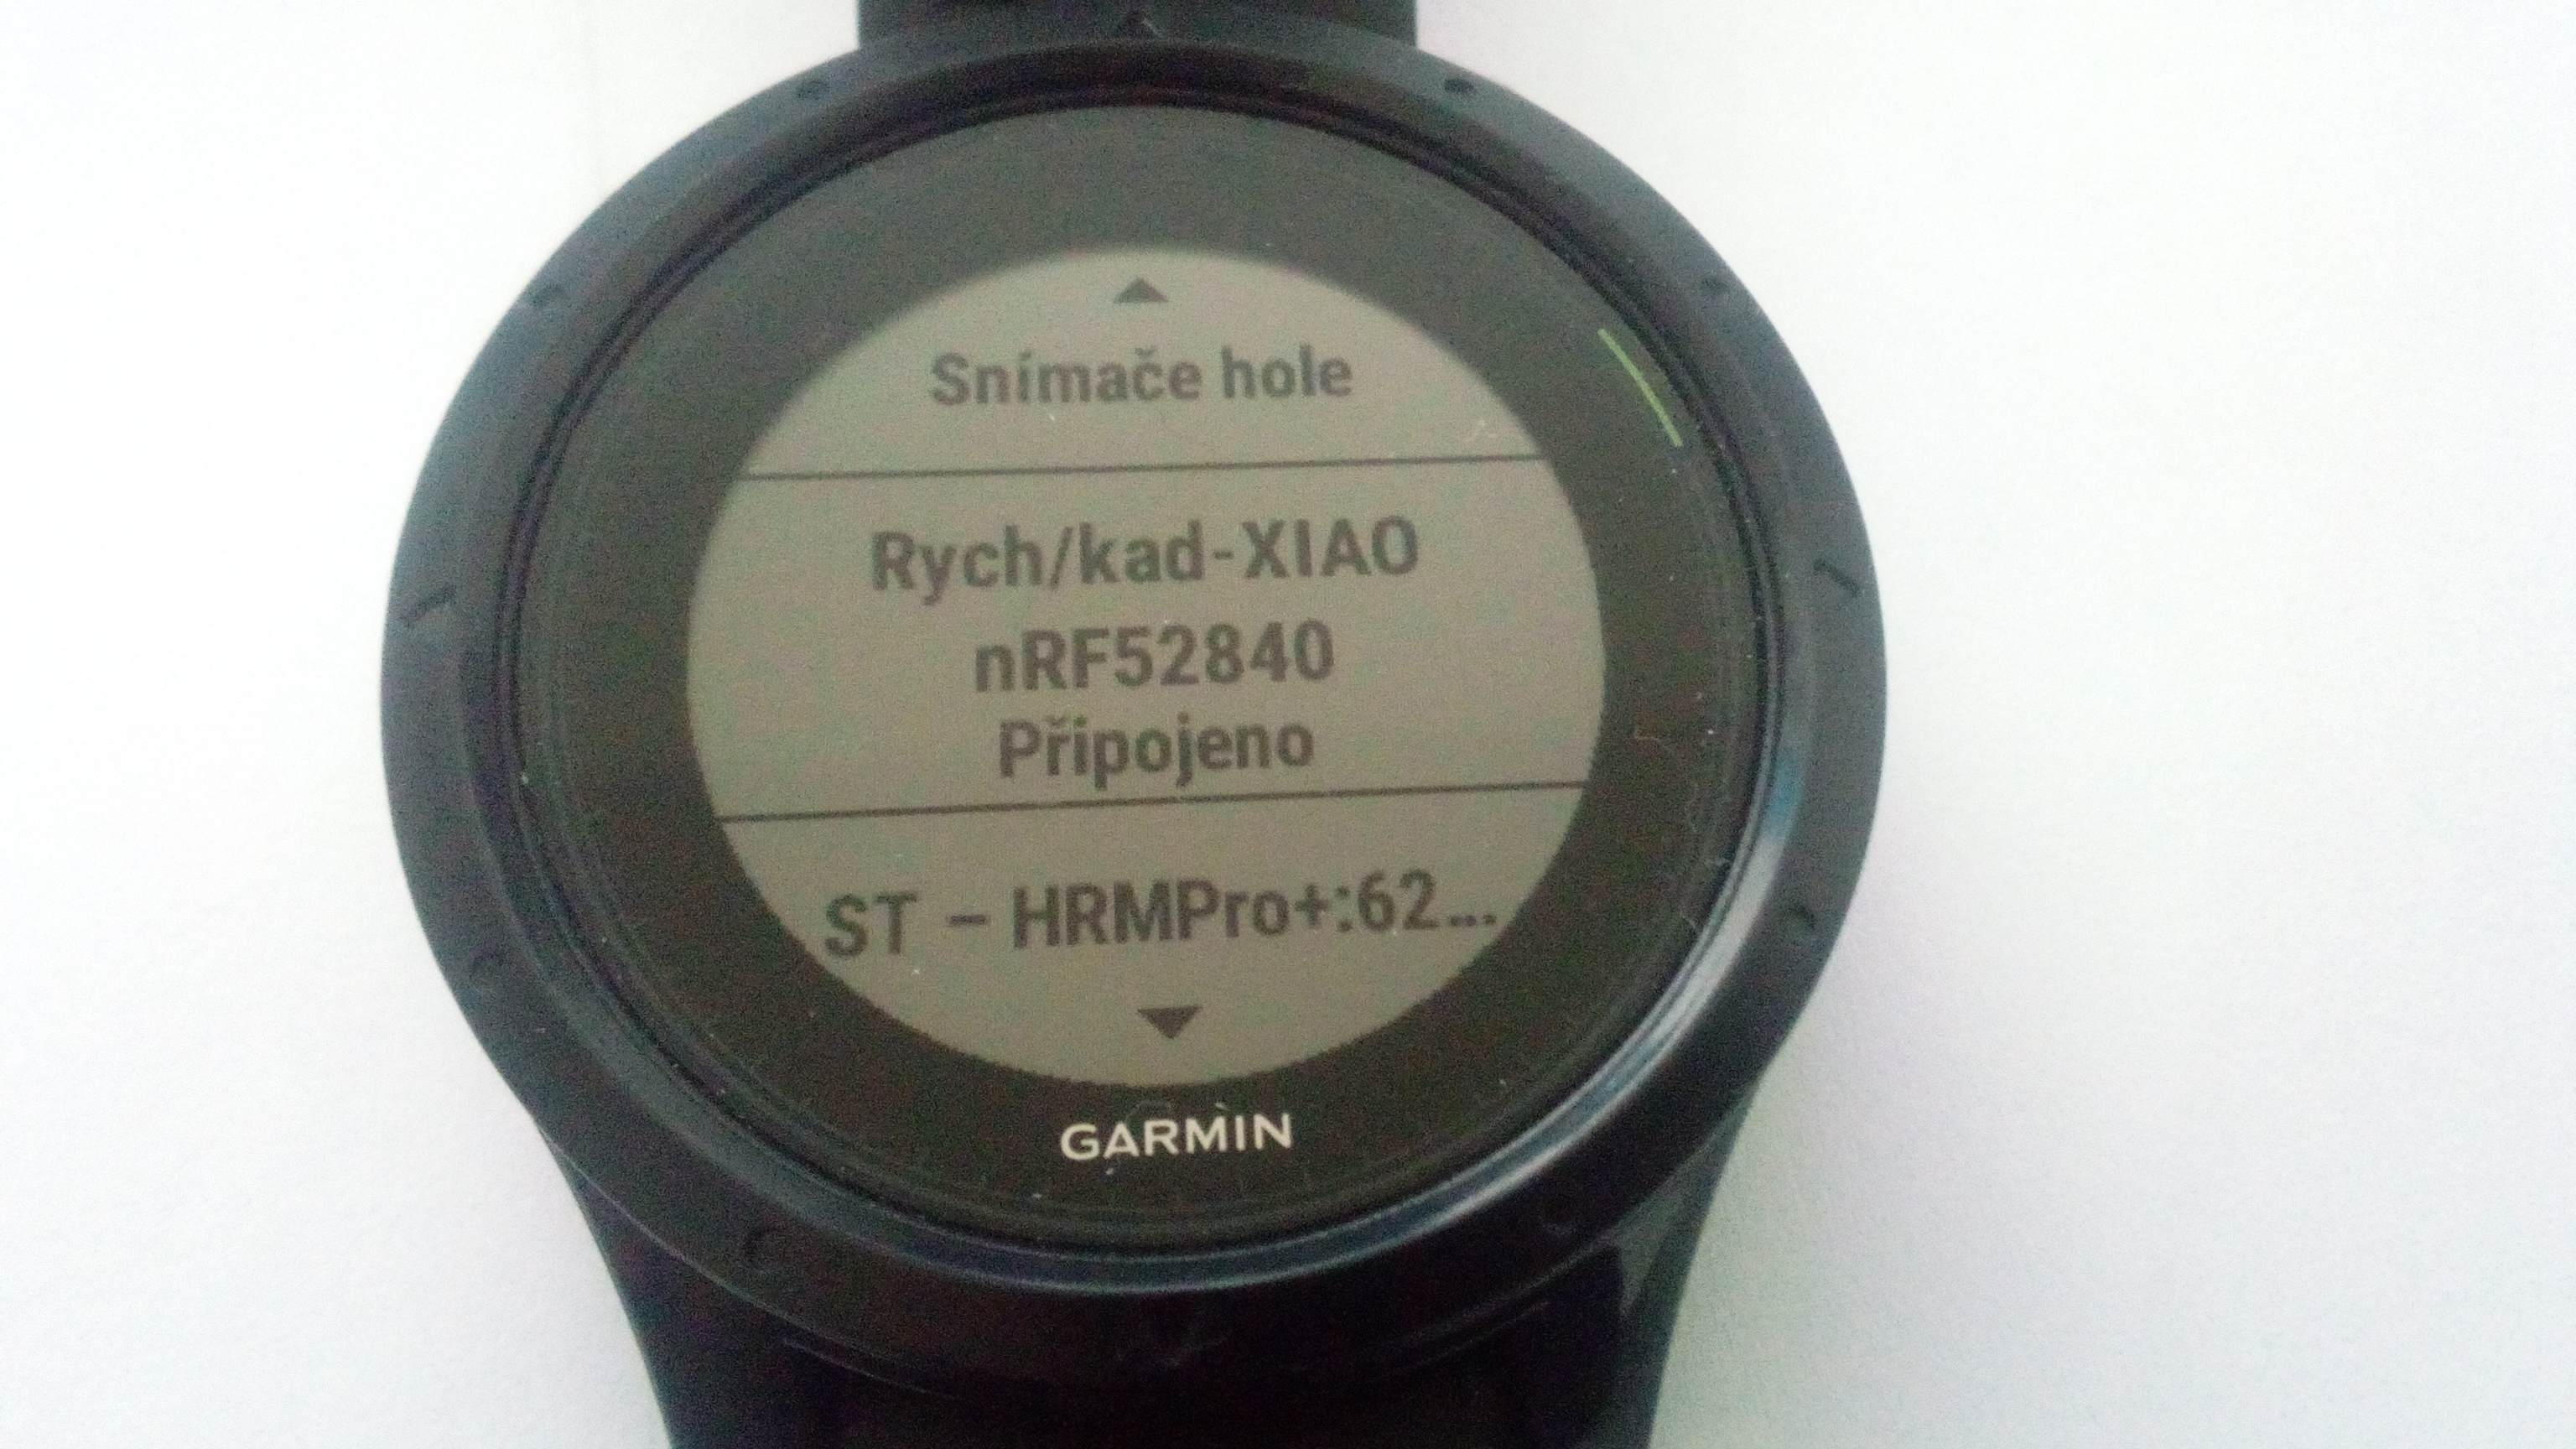 Snímače hole
Rych/kad-XIAO
nRF52840
Připojeno
ST – HRMPro+:62...
GARMIN